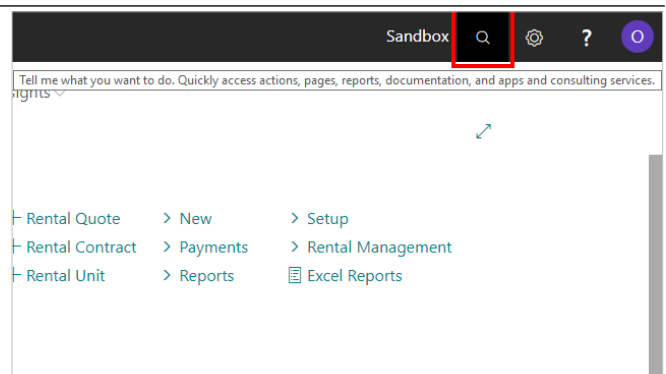 Sandbox ? O
Tell me what you want to do. Quickly access actions, pages, reports, documentation, and apps and consulting services.
sights
Rental Quote > New > Setup
Rental Contract > Payments > Rental Management
Rental Unit > Reports Excel Reports